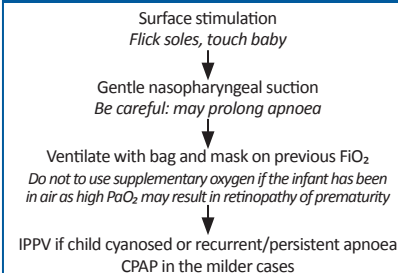 Surface stimulation
Flick soles, touch baby
Gentle nasopharyngeal suction
Be careful: may prolong apnoea
Ventilate with bag and mask on previous FiO₂
Do not to use supplementary oxygen if the infant has been
in air as high PaO₂ may result in retinopathy of prematurity
IPPV if child cyanosed or recurrent/persistent apnoea
CPAP in the milder cases